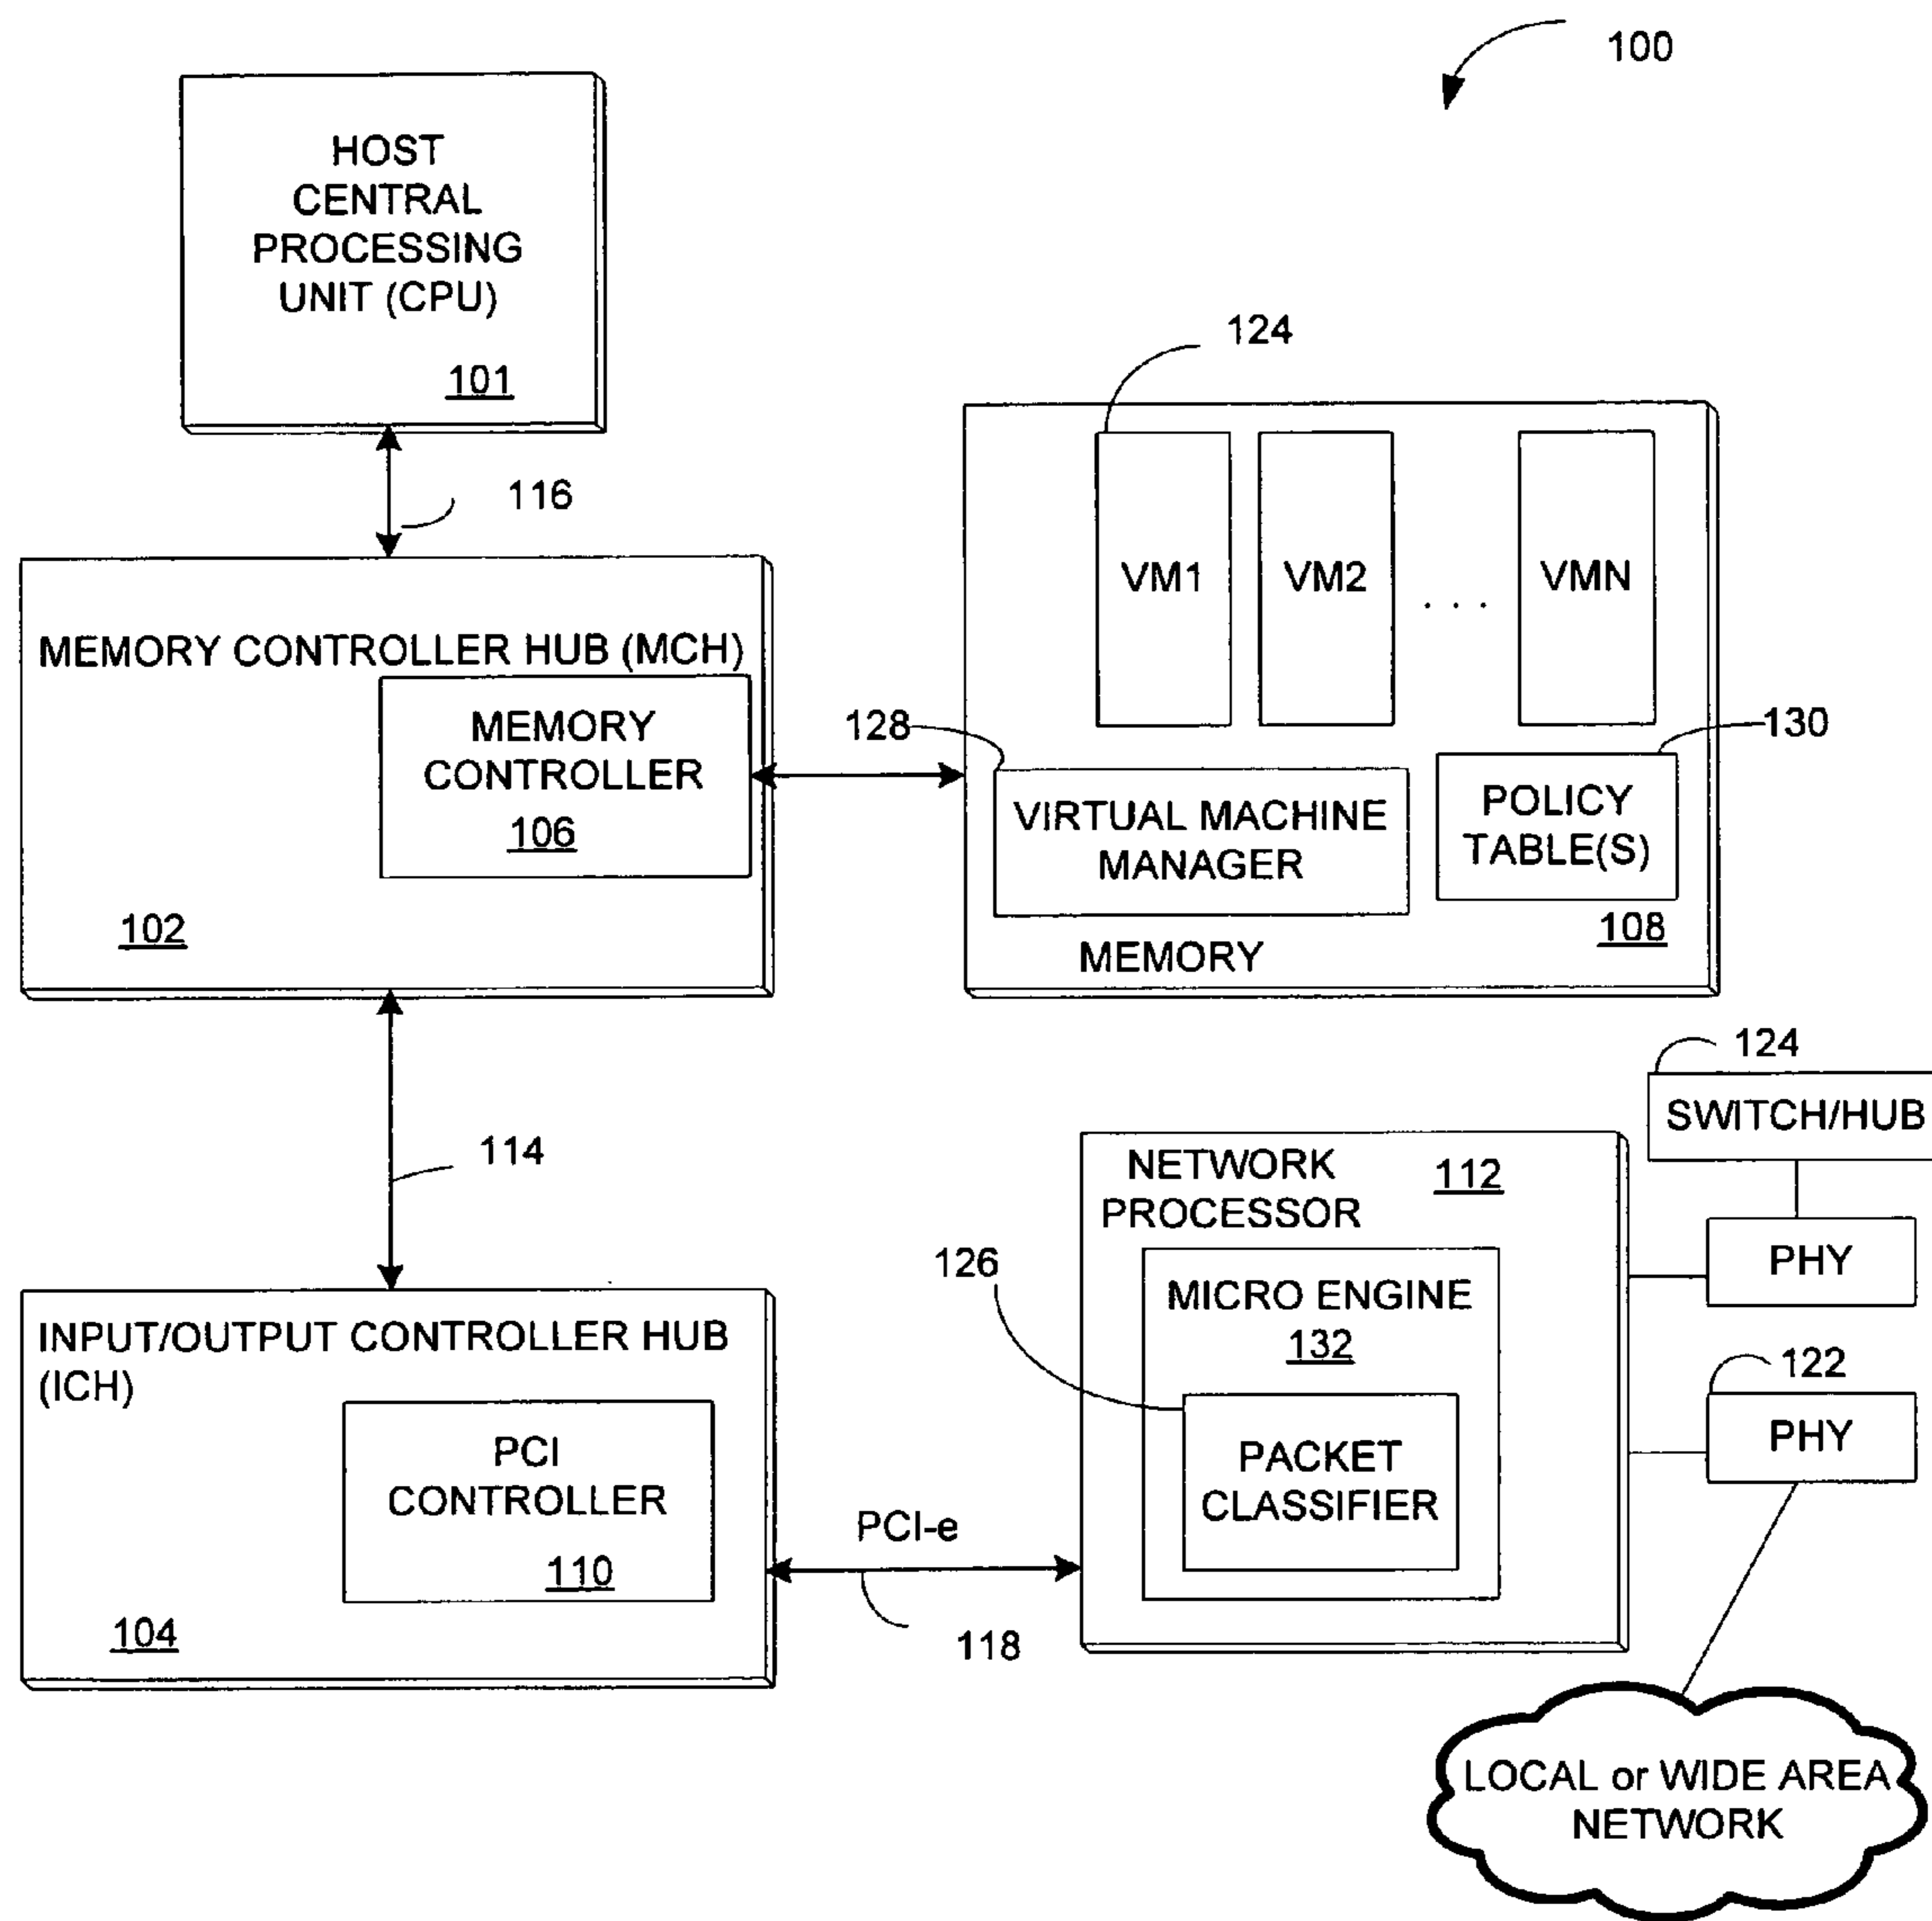 100
HOST
CENTRAL
PROCESSING
UNIT (CPU)
101
116
124
VM1
VM2
. . .
VMN
MEMORY CONTROLLER HUB (MCH)
MEMORY
CONTROLLER
106
102
128
130
VIRTUAL MACHINE
MANAGER
POLICY
TABLE(S)
108
MEMORY
114
124
SWITCH/HUB
NETWORK
PROCESSOR
112
PHY
126
MICRO ENGINE
132
122
PHY
PACKET
CLASSIFIER
INPUT/OUTPUT CONTROLLER HUB
(ICH)
PCI
CONTROLLER
110
104
PCI-e
118
LOCAL or WIDE AREA
NETWORK